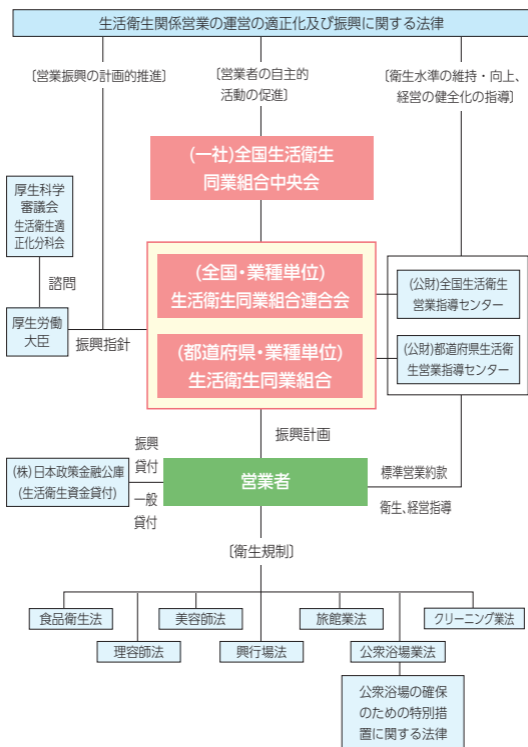 生活衛生関係営業の運営の適正化及び振興に関する法律
〔営業振興の計画的推進〕
〔営業者の自主的
活動の促進〕
〔衛生水準の維持・向上、
経営の健全化の指導〕
(一社)全国生活衛生
同業組合中央会
厚生科学
審議会
生活衛生適
正化分科会
諮問
厚生労働
大臣
振興指針
(全国・業種単位)
生活衛生同業組合連合会
(都道府県・業種単位)
生活衛生同業組合
(公財)全国生活衛生
営業指導センター
(公財)都道府県生活衛
生営業指導センター
振興計画
(株)日本政策金融公庫
(生活衛生資金貸付)
振興
貸付
一般
貸付
営業者
標準営業約款
衛生、経営指導
〔衛生規制〕
食品衛生法
美容師法
旅館業法
クリーニング業法
理容師法
興行場法
公衆浴場業法
公衆浴場の確保
のための特別措
置に関する法律